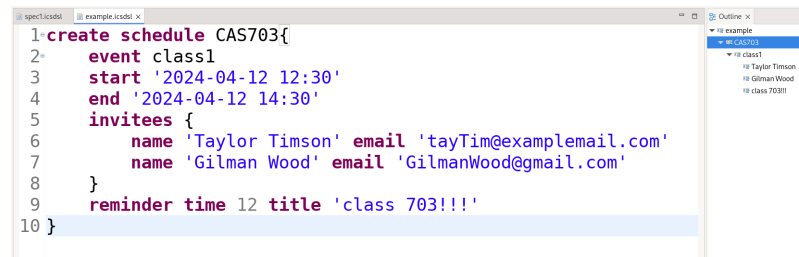 spec1.icsdsl example.icsdsl
1 create schedule CAS703{
2 event class1
3 start '2024-04-12 12:30'
4 end '2024-04-12 14:30'
5 invitees {
6 name 'Taylor Timson' email 'tayTim@examplemail.com'
7 name 'Gilman Wood' email 'GilmanWood@gmail.com'
8 }
9 reminder time 12 title 'class 703!!!'
10 }
Outline
example
CAS703
class1
Taylor Timson
Gilman Wood
class 703!!!